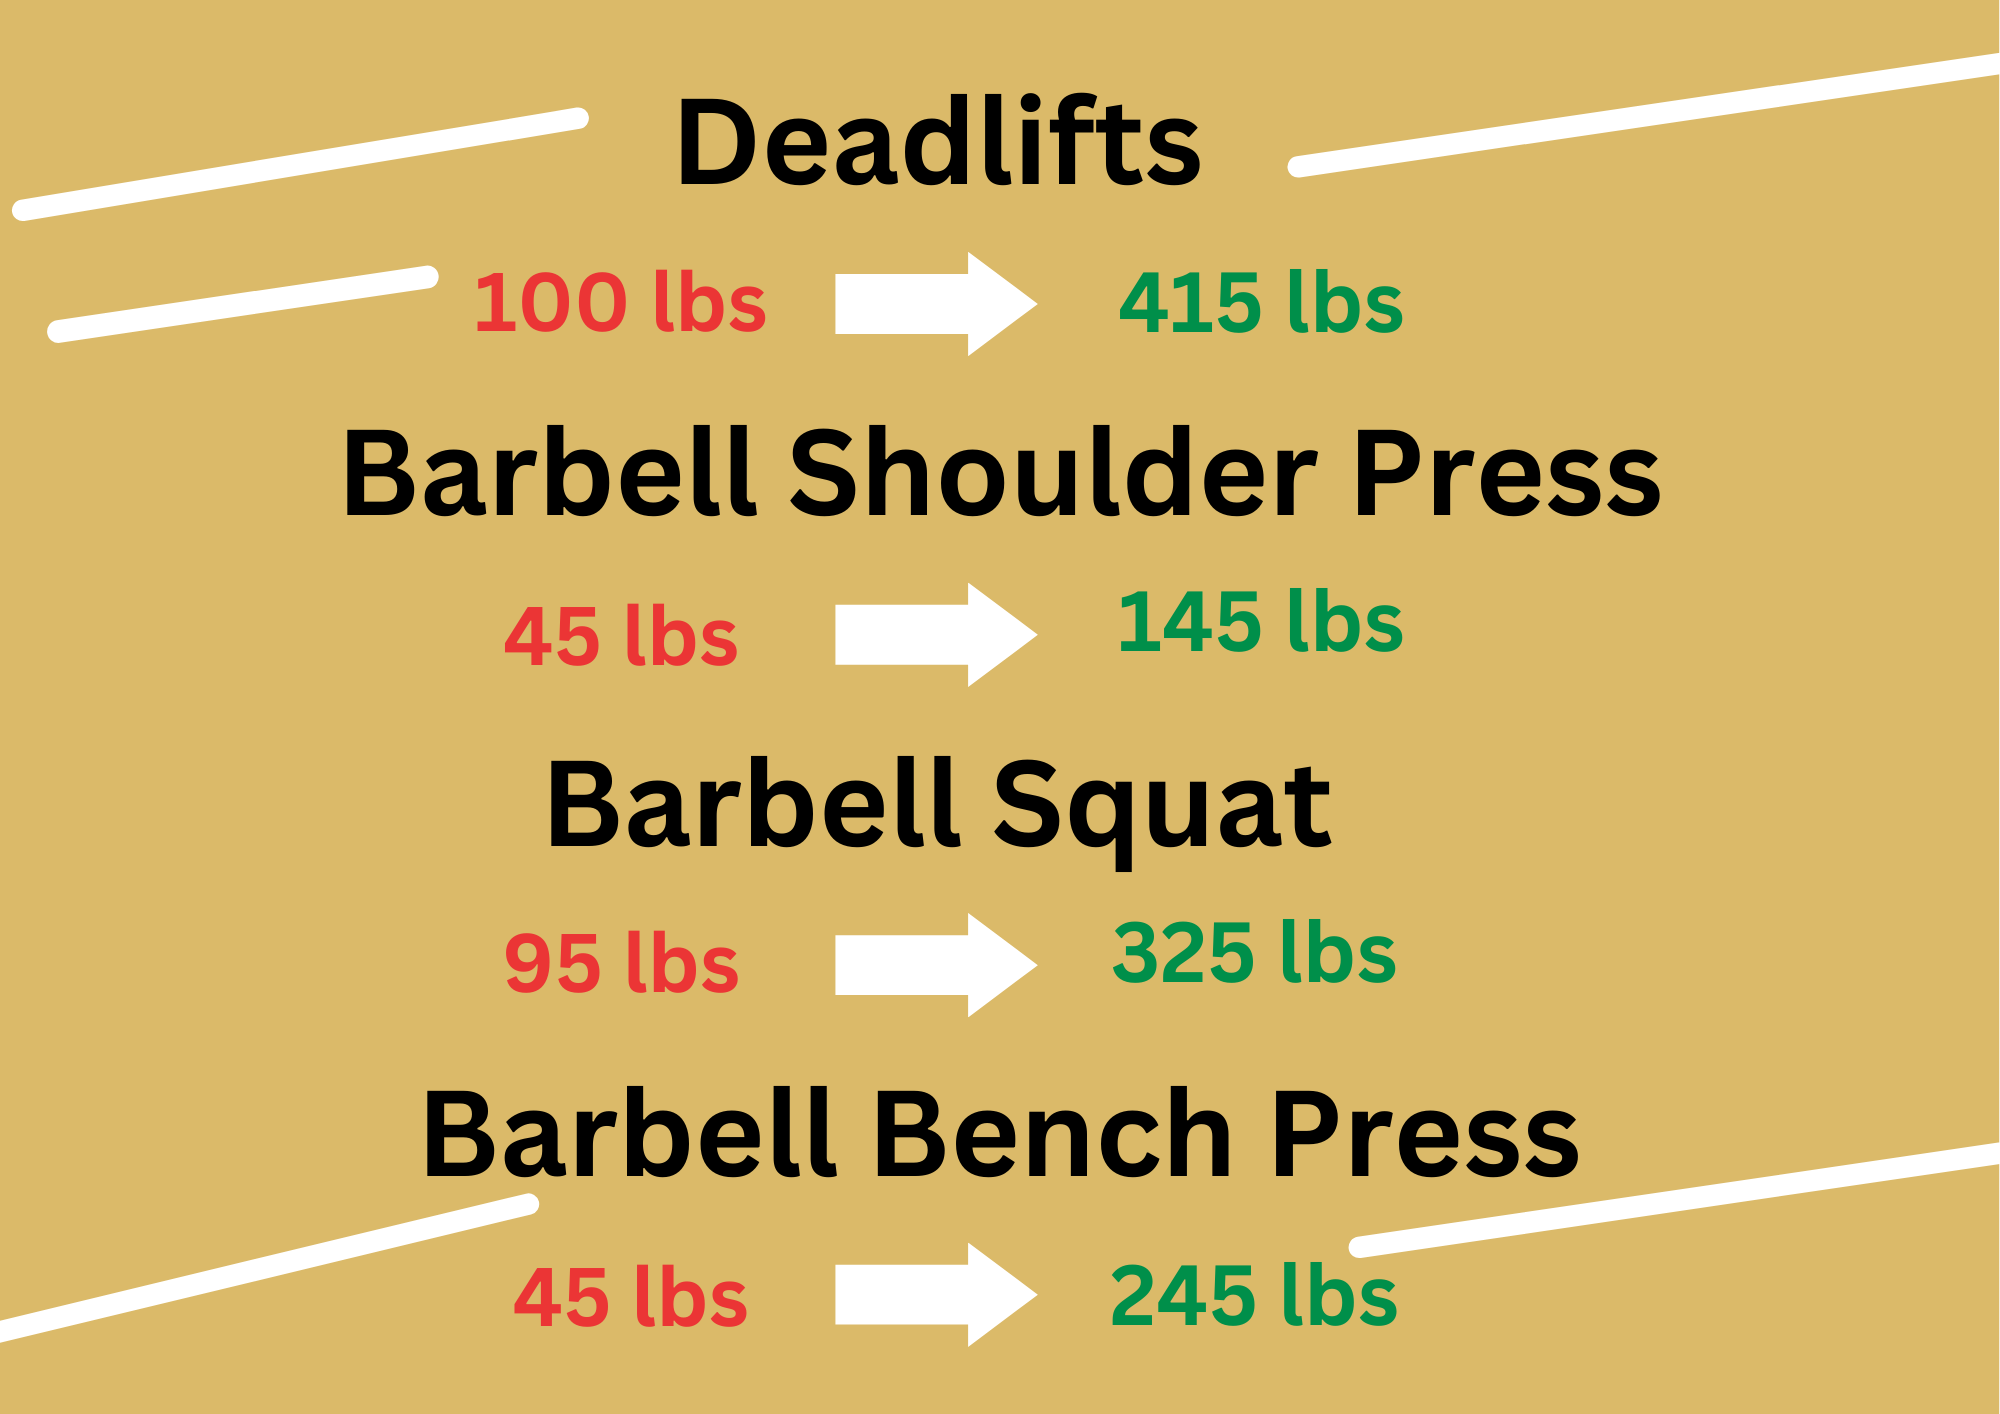 Deadlifts
100 lbs 415 lbs
Barbell Shoulder Press
45 lbs 145 lbs
Barbell Squat
95 lbs 325 lbs
Barbell Bench Press
45 lbs 245 lbs